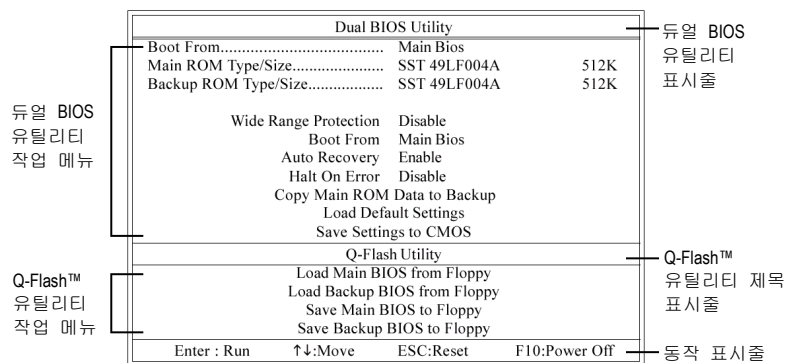 Dual BIOS Utility
Boot From..................................... Main Bios
Main ROM Type/Size..................... SST 49LF004A 512K
Backup ROM Type/Size............... SST 49LF004A 512K
Wide Range Protection Disable
Boot From Main Bios
Auto Recovery Enable
Halt On Error Disable
Copy Main ROM Data to Backup
Load Default Settings
Save Settings to CMOS
Q-Flash Utility
Load Main BIOS from Floppy
Load Backup BIOS from Floppy
Save Main BIOS to Floppy
Save Backup BIOS to Floppy
Enter : Run ↑↓:Move ESC:Reset F10:Power Off
듀얼 BIOS
유틸리티
작업 메뉴
Q-Flash™
유틸리티
작업 메뉴
듀얼 BIOS
유틸리티
표시줄
Q-Flash™
유틸리티 제목
표시줄
동작 표시줄